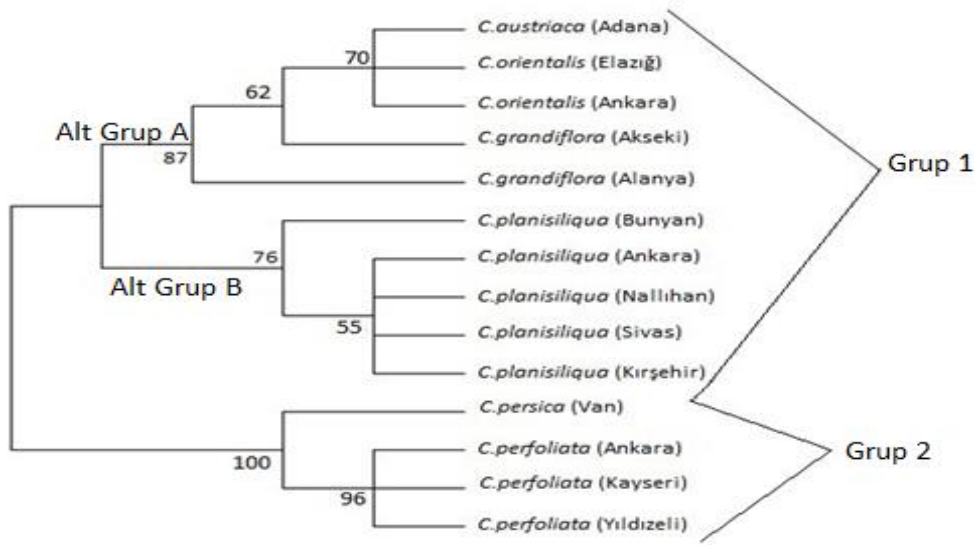 C.austriaca (Adana)
70
C.orientalis (Elazığ)
62
C.orientalis (Ankara)
Alt Grup A
C.grandiflora (Akseki)
87
Grup 1
C.grandiflora (Alanya)
C.planisiliqua (Bunyan)
76
C.planisiliqua (Ankara)
Alt Grup B
C.planisiliqua (Nallıhan)
55
C.planisiliqua (Sivas)
C.planisiliqua (Kırşehir)
C.persica (Van)
C.perfoliata (Ankara)
Grup 2
100
C.perfoliata (Kayseri)
96
C.perfoliata (Yıldızeli)